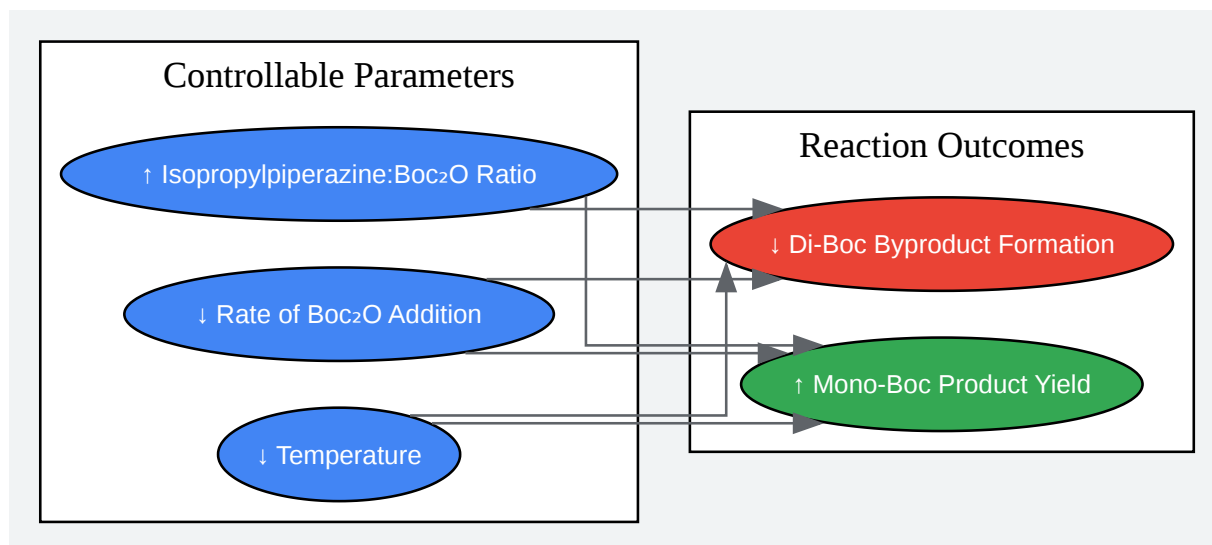 Controllable Parameters
↑ Isopropylpiperazine:Boc₂O Ratio
↓ Rate of Boc₂O Addition
↓ Temperature
Reaction Outcomes
↓ Di-Boc Byproduct Formation
↑ Mono-Boc Product Yield